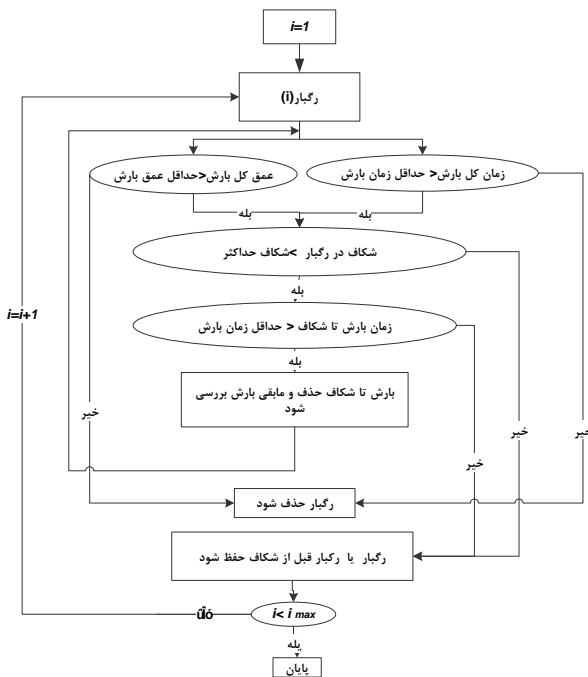 i=1
رگبار(i)
زمان کل بارش< حداقل زمان بارش
عمق کل بارش<حداقل عمق بارش
بله
بله
شکاف در رگبار >شکاف حداکثر
بله
i=i+1
زمان بارش تا شکاف < حداقل زمان بارش
بله
بارش تا شکاف حذف و مابقی بارش بررسی
شود
خیر
خیر
خیر
خیر
رگبار حذف شود
رگبار یا رکبار قبل از شکاف حفظ شود
i< i max
ûÎó
بله
پایان